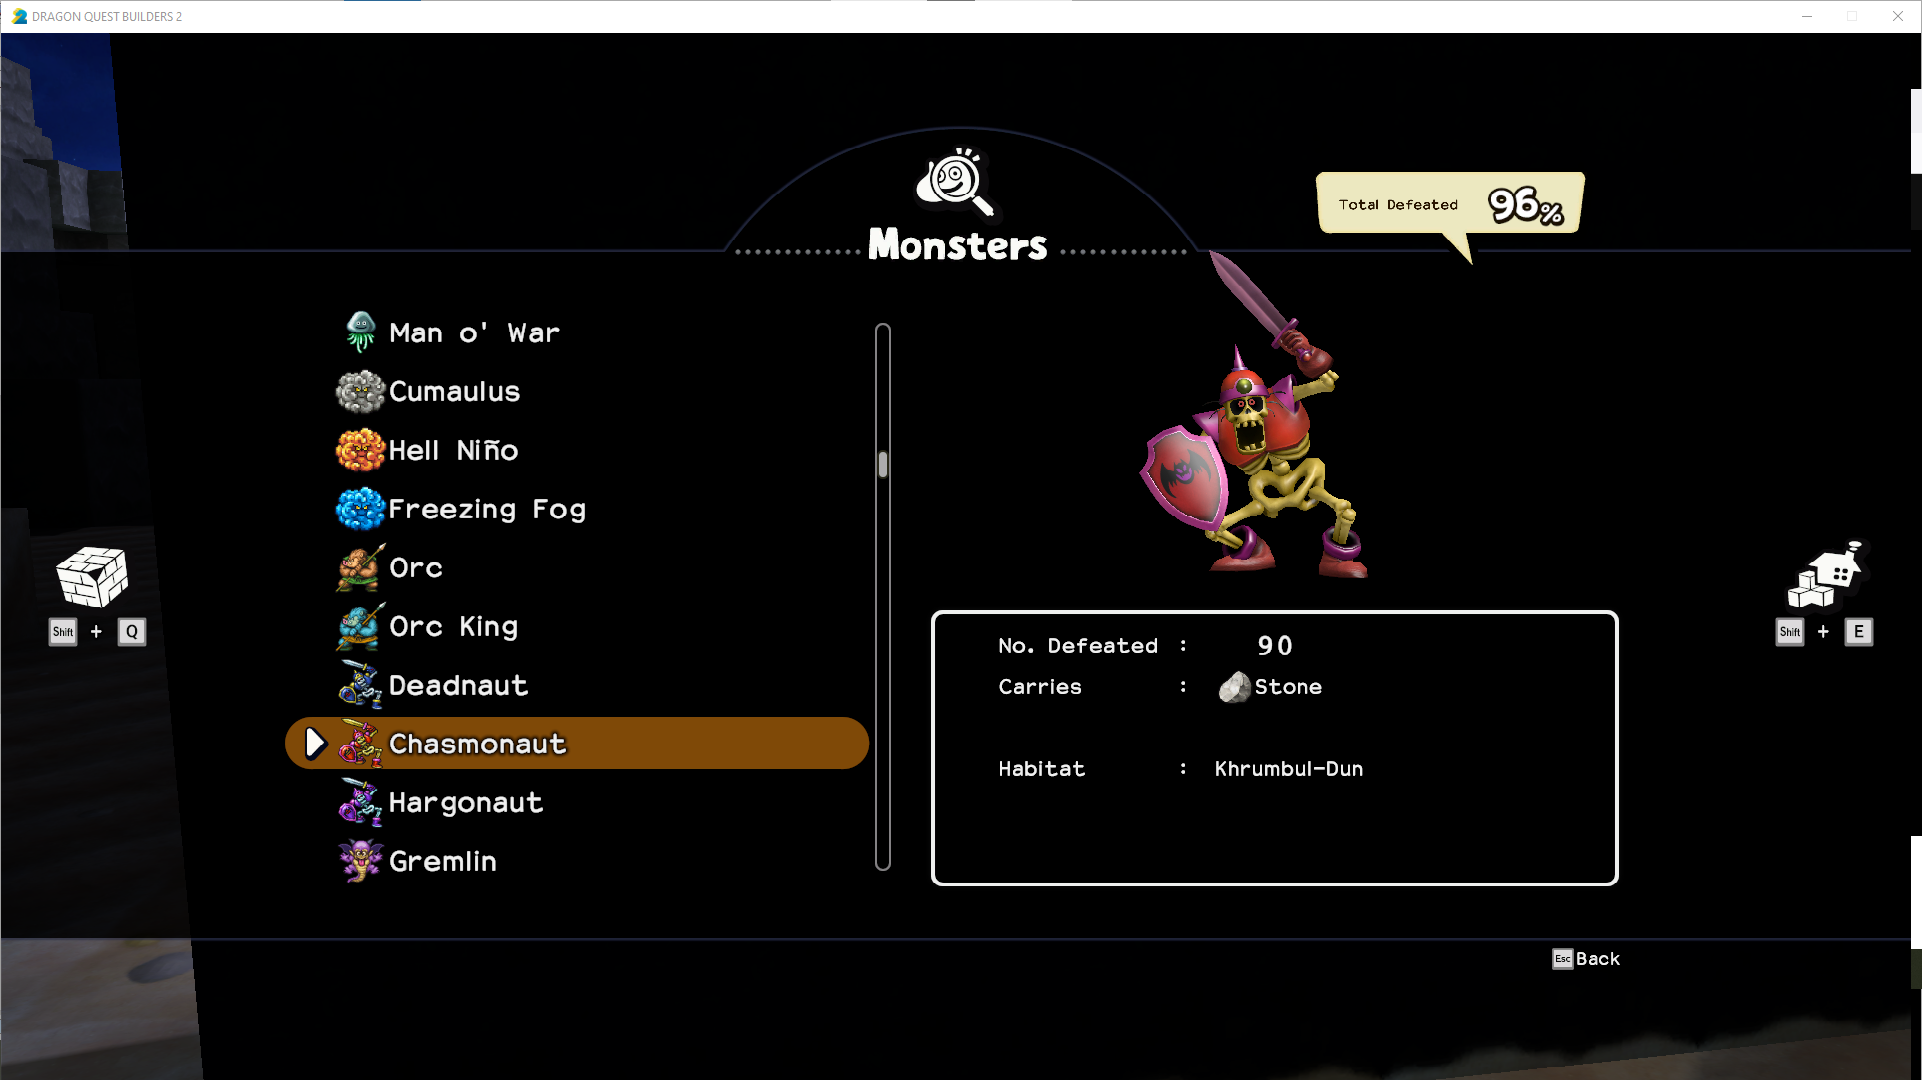 DRAGON QUEST BUILDERS 2
Total Defeated 96%
Monsters
Man o' War
Cumaulus
Hell Niño
Freezing Fog
Orc
Orc King
Deadnaut
Chasmonaut
Hargonaut
Gremlin
No. Defeated : 90
Carries : Stone
Habitat : Khrumbul-Dun
Shift + Q
Shift + E
Esc Back